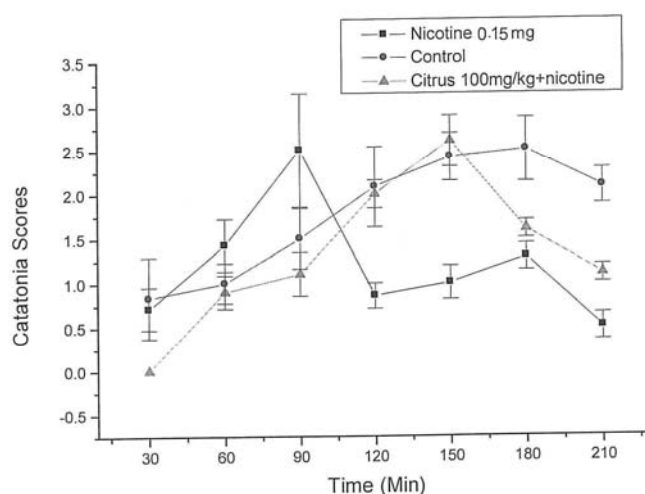 Nicotine 0.15 mg
Control
Citrus 100mg/kg+nicotine
3.5
3.0
2.5
2.0
1.5
1.0
0.5
0.0
-0.5
Catatonia Scores
30 60 90 120 150 180 210
Time (Min)